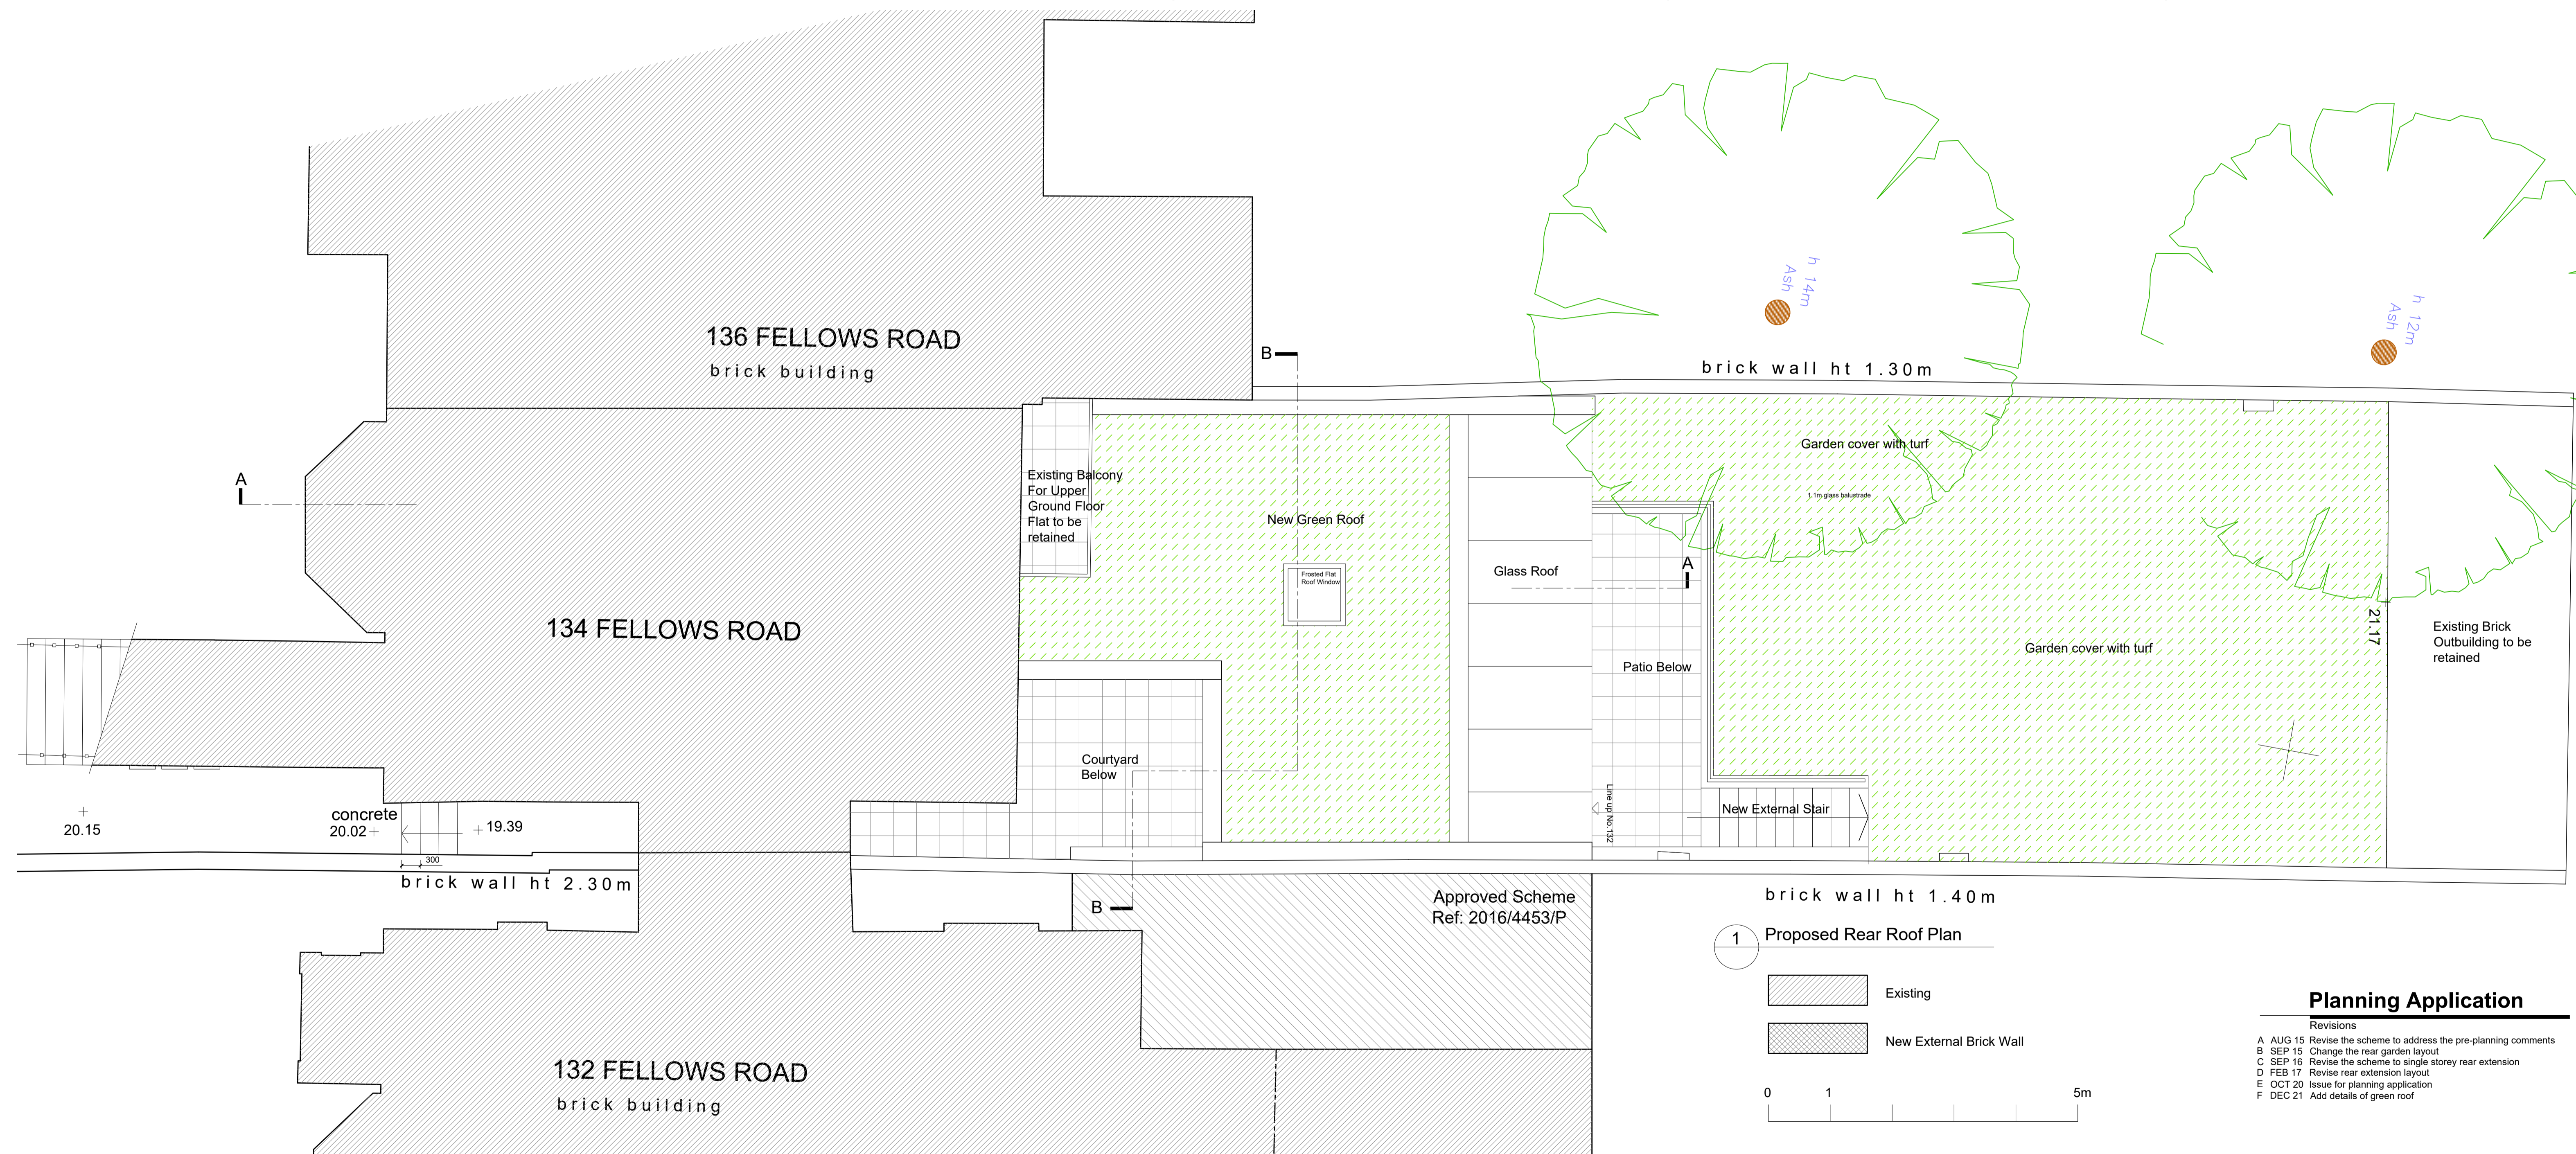 136 FELLOWS ROAD
brick building
B
h 14m
Ash
h 12m
Ash
brick wall ht 1.30m
A
Existing Balcony
For Upper
Ground Floor
Flat to be
retained
New Green Roof
Frosted Flat
Roof Window
Glass Roof
Garden cover with turf
1.1m glass balustrade
A
Patio Below
Garden cover with turf
21.17
Existing Brick
Outbuilding to be
retained
134 FELLOWS ROAD
Courtyard
Below
Line up No.132
New External Stair
concrete
20.15
20.02
19.39
300
brick wall ht 2.30m
B
Approved Scheme
Ref: 2016/4453/P
brick wall ht 1.40m
132 FELLOWS ROAD
brick building
1
Proposed Rear Roof Plan
Existing
New External Brick Wall
0 1 5m
Planning Application
Revisions
A AUG 15 Revise the scheme to address the pre-planning comments
B SEP 15 Change the rear garden layout
C SEP 16 Revise the scheme to single storey rear extension
D FEB 17 Revise rear extension layout
E OCT 20 Issue for planning application
F DEC 21 Add details of green roof